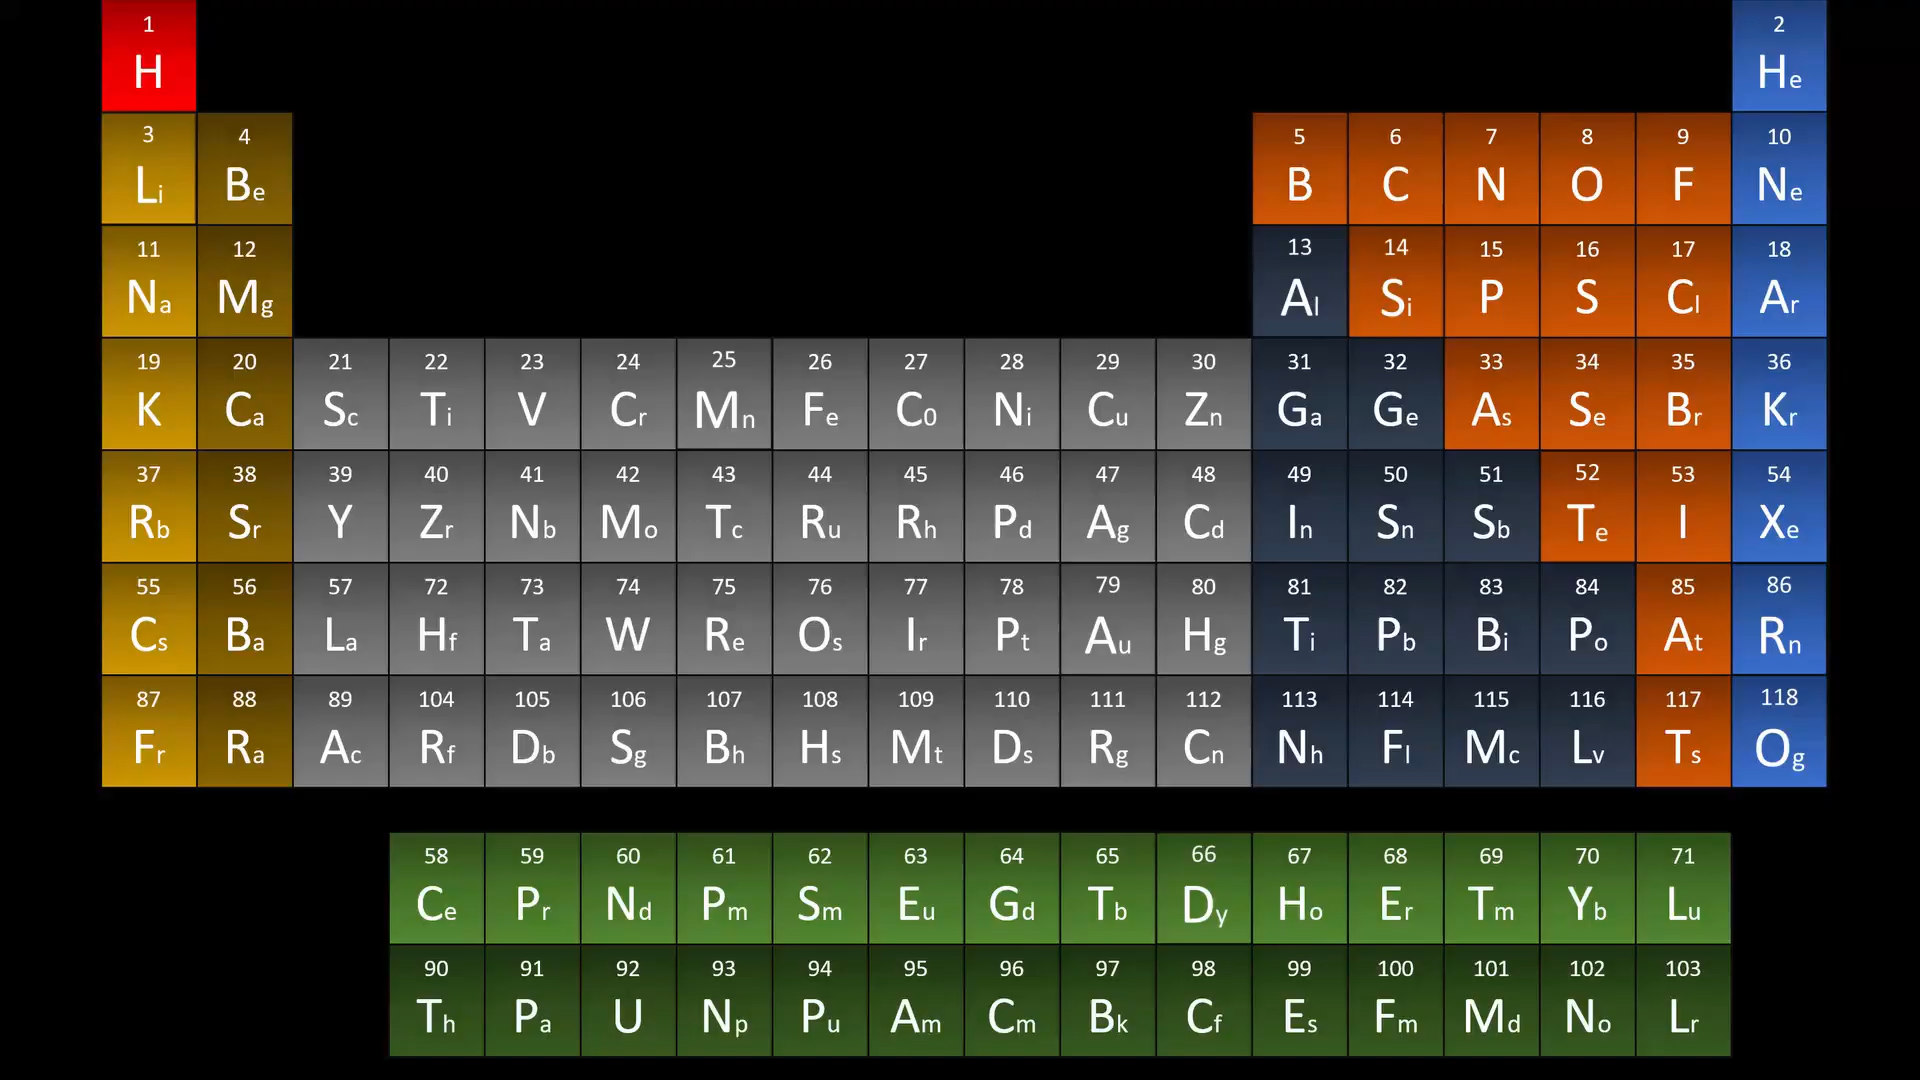 1 2
H He
3 4 5 6 7 8 9 10
Li Be B C N O F Ne
11 12 13 14 15 16 17 18
Na Mg Al Si P S Cl Ar
19 20 21 22 23 24 25 26 27 28 29 30 31 32 33 34 35 36
K Ca Sc Ti V Cr Mn Fe C0 Ni Cu Zn Ga Ge As Se Br Kr
37 38 39 40 41 42 43 44 45 46 47 48 49 50 51 52 53 54
Rb Sr Y Zr Nb Mo Tc Ru Rh Pd Ag Cd In Sn Sb Te I Xe
55 56 57 72 73 74 75 76 77 78 79 80 81 82 83 84 85 86
Cs Ba La Hf Ta W Re Os Ir Pt Au Hg Ti Pb Bi Po At Rn
87 88 89 104 105 106 107 108 109 110 111 112 113 114 115 116 117 118
Fr Ra Ac Rf Db Sg Bh Hs Mt Ds Rg Cn Nh Fl Mc Lv Ts Og
58 59 60 61 62 63 64 65 66 67 68 69 70 71
Ce Pr Nd Pm Sm Eu Gd Tb Dy Ho Er Tm Yb Lu
90 91 92 93 94 95 96 97 98 99 100 101 102 103
Th Pa U Np Pu Am Cm Bk Cf Es Fm Md No Lr